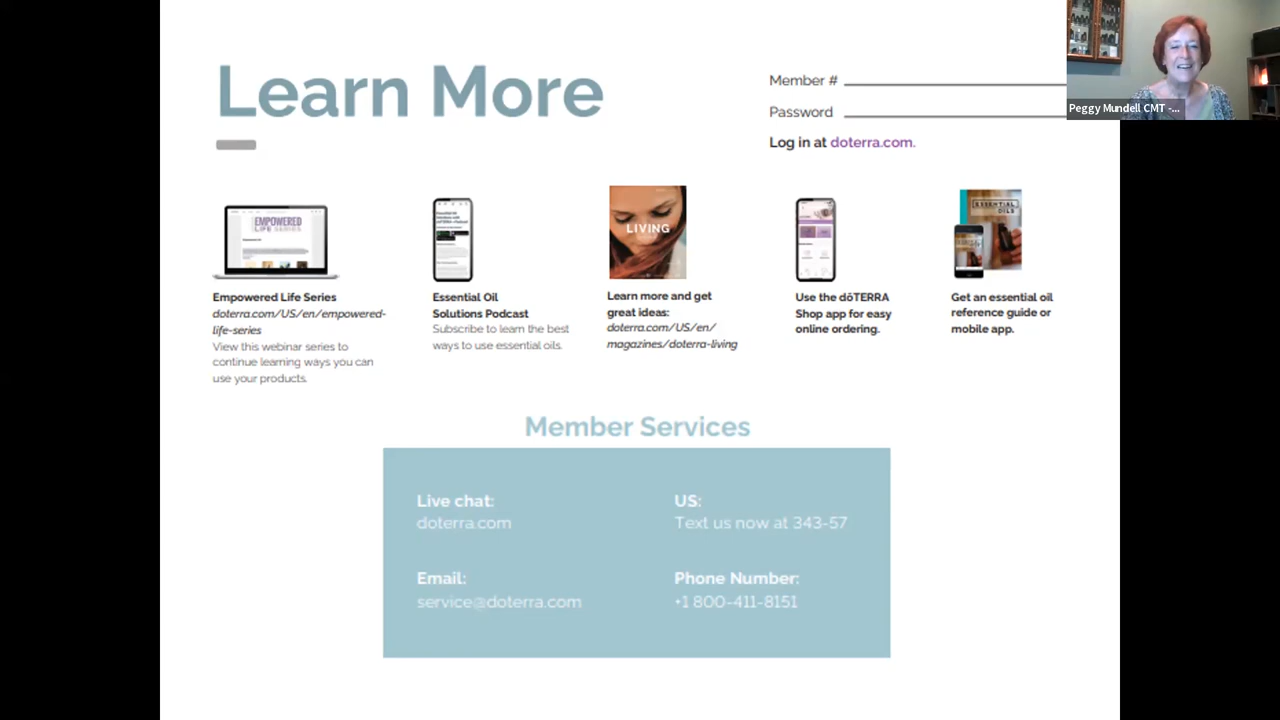 Learn More
Member #
Password
Log in at doterra.com.
Peggy Mundell CMT -...
EMPOWERED
LIFE SERIES
LIVING
ESSENTIAL
OILS
Empowered Life Series
doterra.com/US/en/empowered-
life-series
View this webinar series to
continue learning ways you can
use your products.
Essential Oil
Solutions Podcast
Subscribe to learn the best
ways to use essential oils.
Learn more and get
great ideas:
doterra.com/US/en/
magazines/doterra-living
Use the dōTERRA
Shop app for easy
online ordering.
Get an essential oil
reference guide or
mobile app.
Member Services
Live chat:
doterra.com
US:
Text us now at 343-57
Email:
service@doterra.com
Phone Number:
+1 800-411-8151